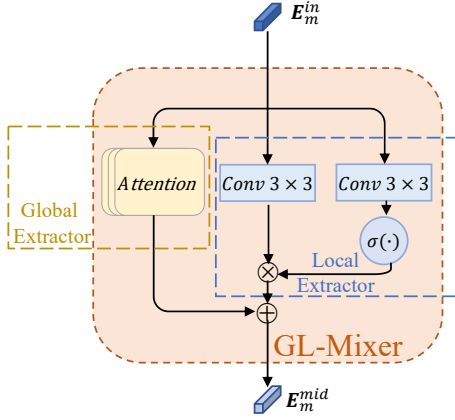 E_m^{in}
Attention
Conv 3 × 3
Conv 3 × 3
Global
Extractor
σ(·)
×
Local
Extractor
+
GL-Mixer
E_m^{mid}